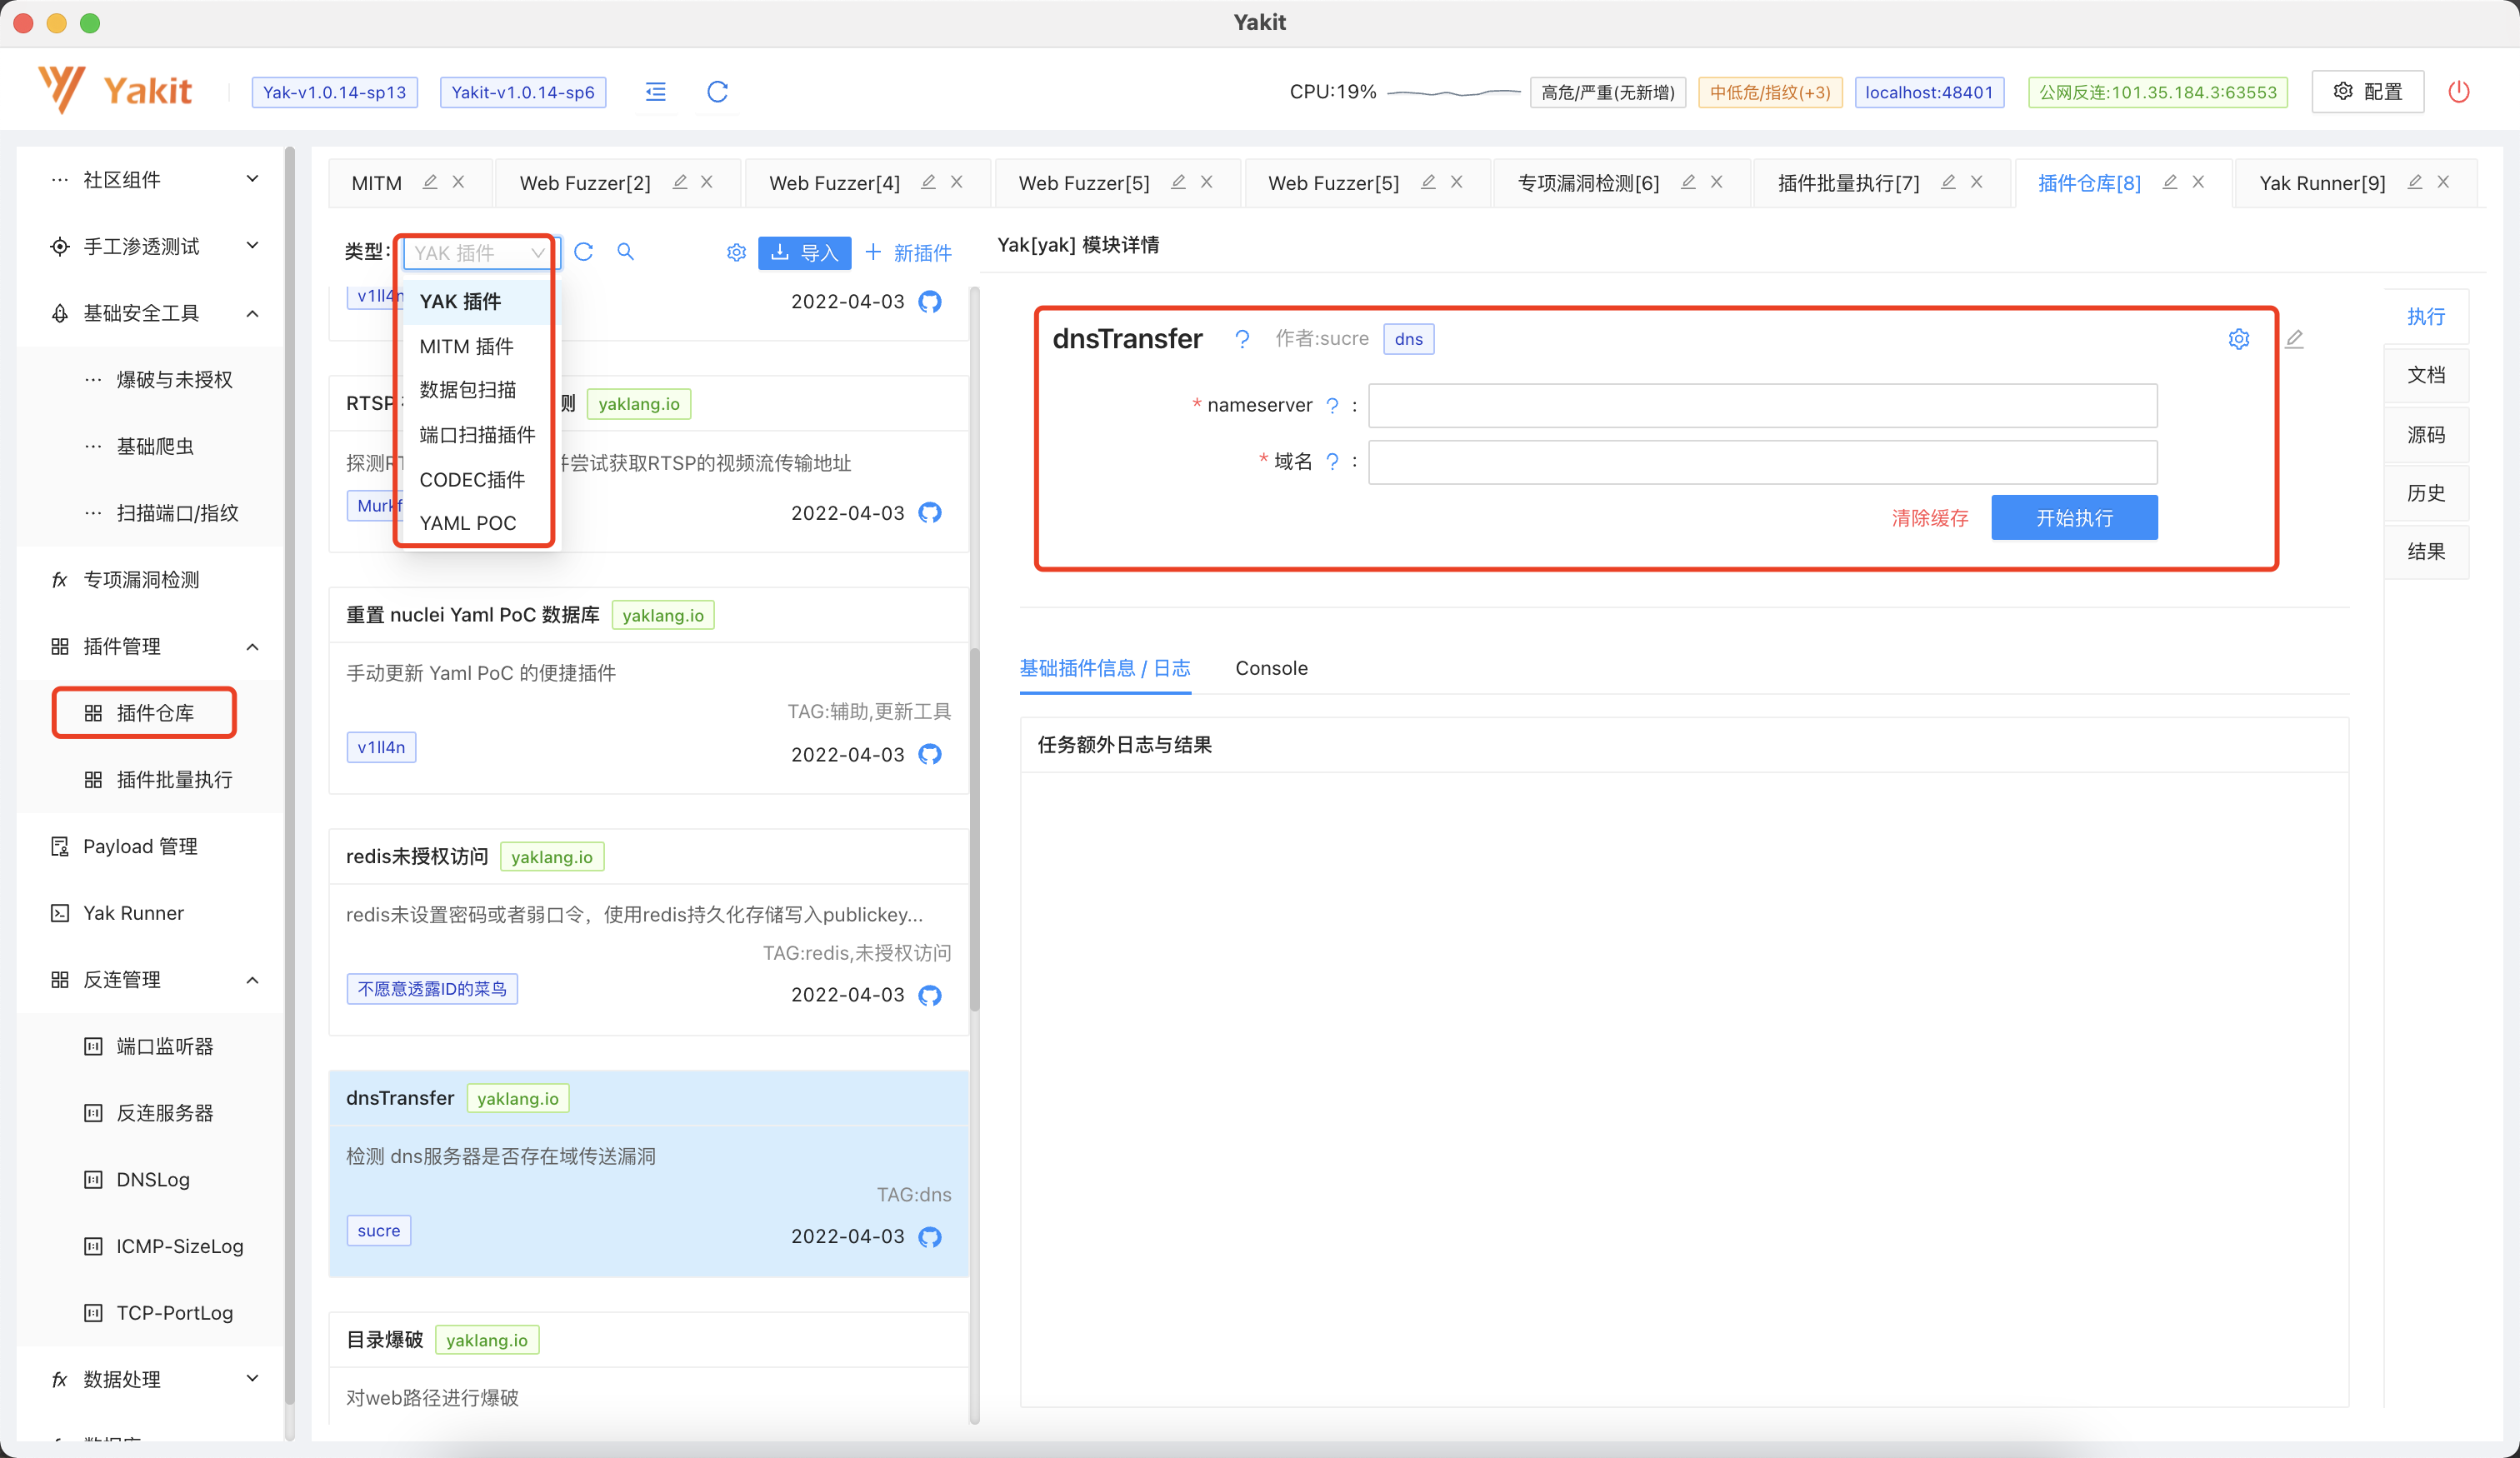 Yakit
Yakit
Yak-v1.0.14-sp13
Yakit-v1.0.14-sp6
CPU:19%
高危/严重(无新增)
中低危/指纹(+3)
localhost:48401
公网反连:101.35.184.3:63553
配置
社区组件
手工渗透测试
基础安全工具
爆破与未授权
基础爬虫
扫描端口/指纹
专项漏洞检测
插件管理
插件仓库
插件批量执行
Payload 管理
Yak Runner
反连管理
端口监听器
反连服务器
DNSLog
ICMP-SizeLog
TCP-PortLog
数据处理
MITM
Web Fuzzer[2]
Web Fuzzer[4]
Web Fuzzer[5]
Web Fuzzer[5]
专项漏洞检测[6]
插件批量执行[7]
插件仓库[8]
Yak Runner[9]
类型:
YAK 插件
导入
新插件
YAK 插件
MITM 插件
数据包扫描
端口扫描插件
CODEC插件
YAML POC
v1ll4n
2022-04-03
RTSP 测
yaklang.io
探测RT 并尝试获取RTSP的视频流传输地址
2022-04-03
重置 nuclei Yaml PoC 数据库
yaklang.io
手动更新 Yaml PoC 的便捷插件
TAG:辅助,更新工具
v1ll4n
2022-04-03
redis未授权访问
yaklang.io
redis未设置密码或者弱口令，使用redis持久化存储写入publickey...
TAG:redis,未授权访问
不愿意透露ID的菜鸟
2022-04-03
dnsTransfer
yaklang.io
检测 dns服务器是否存在域传送漏洞
TAG:dns
sucre
2022-04-03
目录爆破
yaklang.io
对web路径进行爆破
Yak[yak] 模块详情
dnsTransfer
作者:sucre
dns
* nameserver ? :
* 域名 ? :
清除缓存
开始执行
执行
文档
源码
历史
结果
基础插件信息 / 日志
Console
任务额外日志与结果